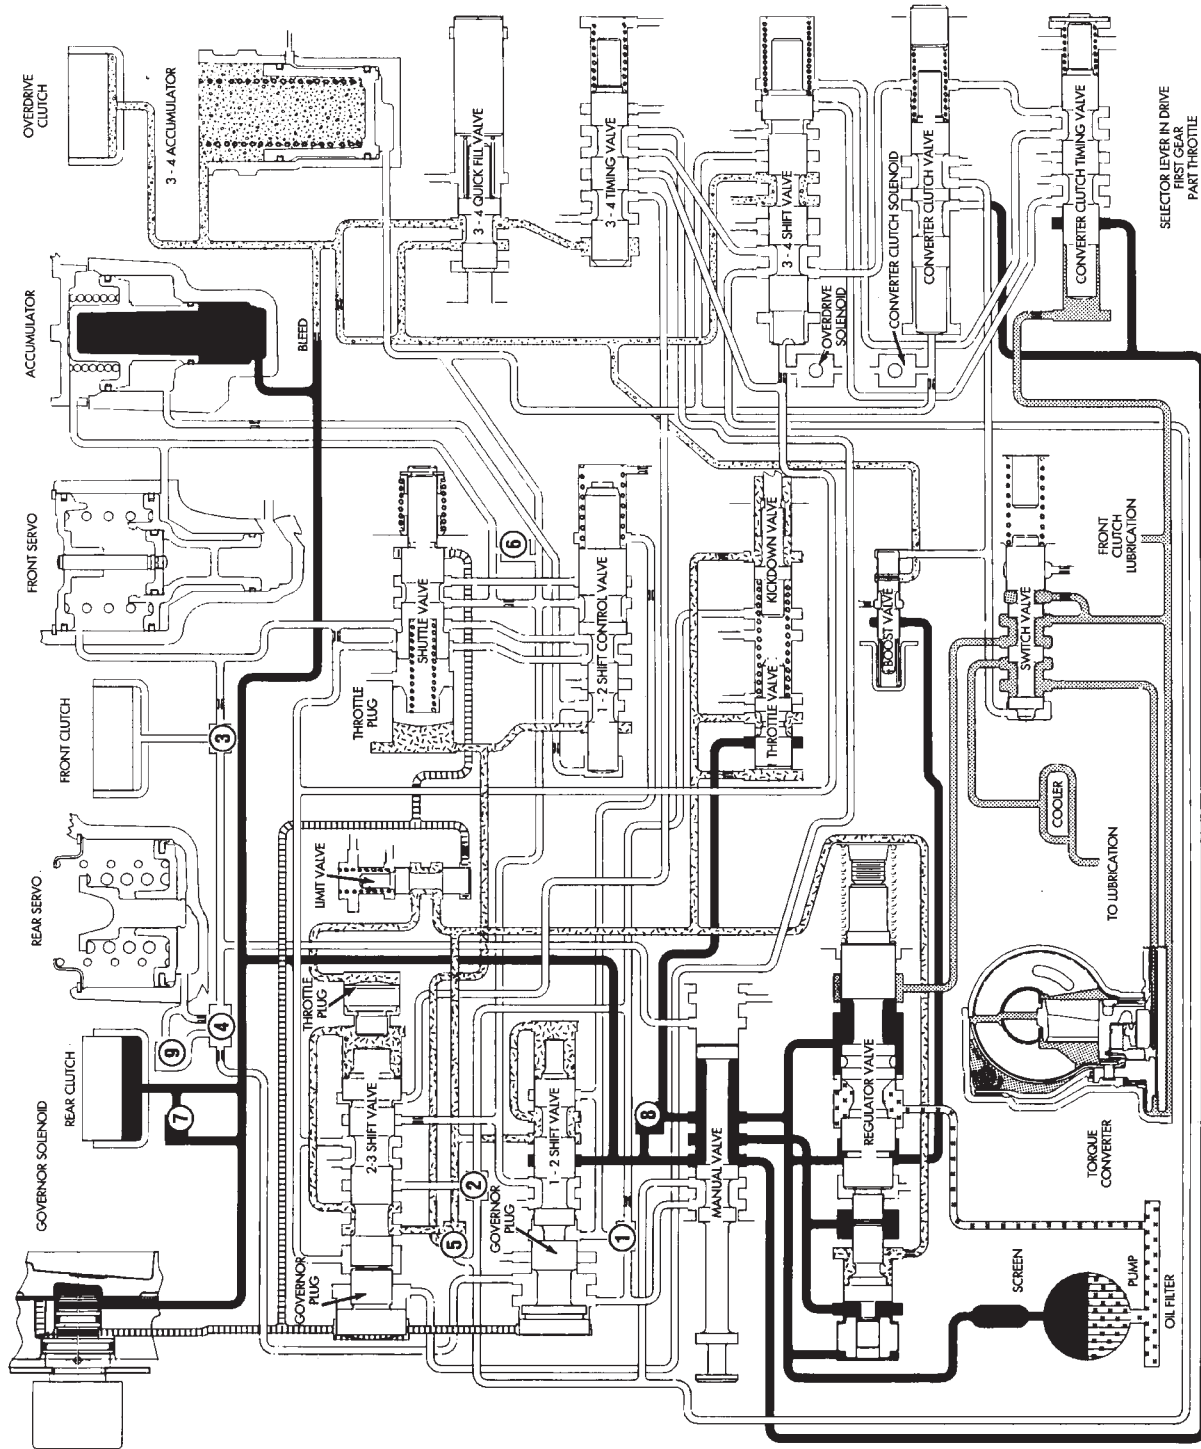 GOVERNOR SOLENOID
REAR CLUTCH
REAR SERVO
FRONT CLUTCH
FRONT SERVO
ACCUMULATOR
OVERDRIVE
CLUTCH
3 - 4 ACCUMULATOR
BLEED
7
9
4
3
GOVERNOR
PLUG
2-3 SHIFT VALVE
THROTTLE
PLUG
LIMIT VALVE
THROTTLE
PLUG
SHUTTLE VALVE
6
3 - 4 QUICK FILL VALVE
5
2
GOVERNOR
PLUG
1 - 2 SHIFT VALVE
1 - 2 SHIFT CONTROL VALVE
3 - 4 TIMING VALVE
1
8
MANUAL VALVE
THROTTLE VALVE
KICKDOWN VALVE
3 - 4 SHIFT VALVE
OVERDRIVE
SOLENOID
REGULATOR VALVE
BOOST VALVE
CONVERTER CLUTCH SOLENOID
CONVERTER CLUTCH VALVE
SWITCH VALVE
CONVERTER CLUTCH TIMING VALVE
SCREEN
PUMP
OIL FILTER
TORQUE
CONVERTER
COOLER
TO LUBRICATION
FRONT
CLUTCH
LUBRICATION
SELECTOR LEVER IN DRIVE
FIRST GEAR
PART THROTTLE